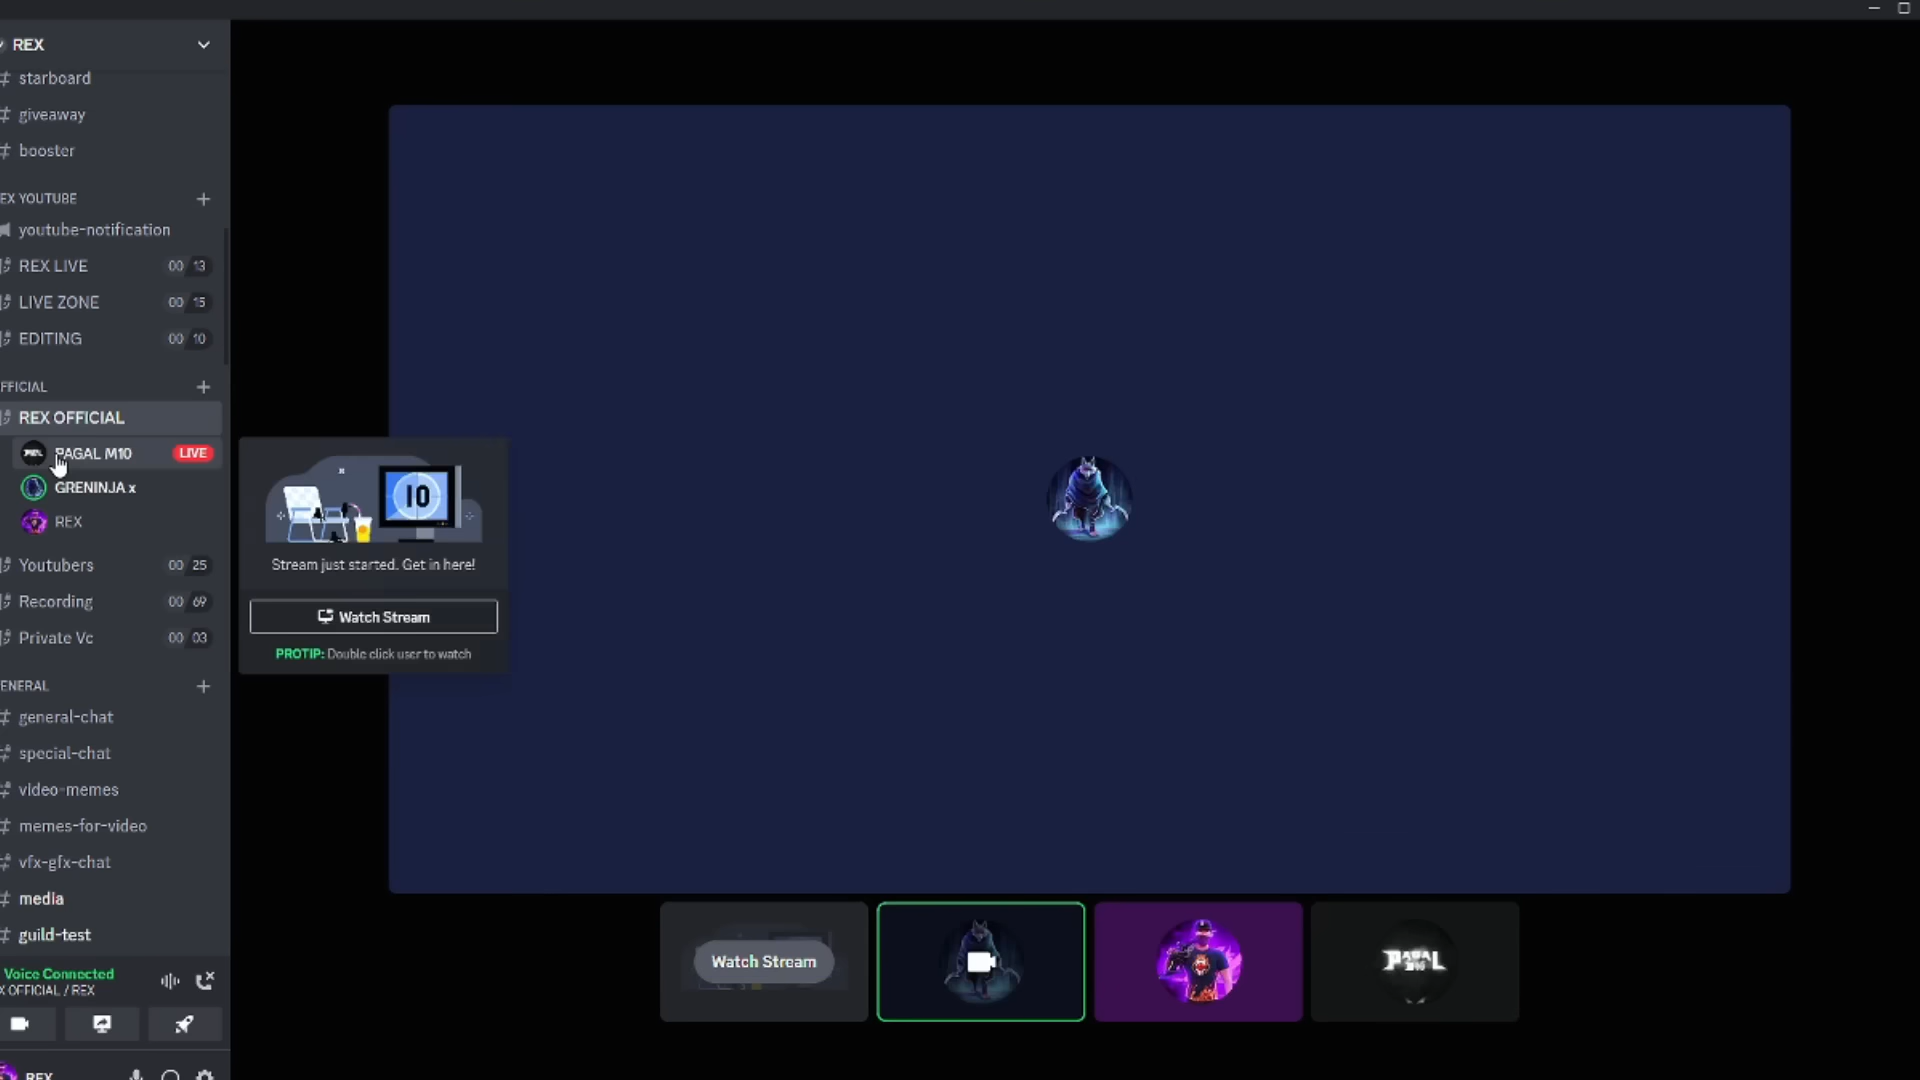 REX
starboard
giveaway
booster
EX YOUTUBE
youtube-notification
REX LIVE 00 13
LIVE ZONE 00 15
EDITING 00 10
FFICIAL
REX OFFICIAL
PAGAL M10 LIVE
GRENINJA x
REX
Youtubers 00 25
Recording 00 69
Private Vc 00 03
ENERAL
general-chat
special-chat
video-memes
memes-for-video
vfx-gfx-chat
media
guild-test
Voice Connected
X OFFICIAL / REX
REX
10
Stream just started. Get in here!
Watch Stream
PROTIP: Double click user to watch
Watch Stream
PAGAL
M10